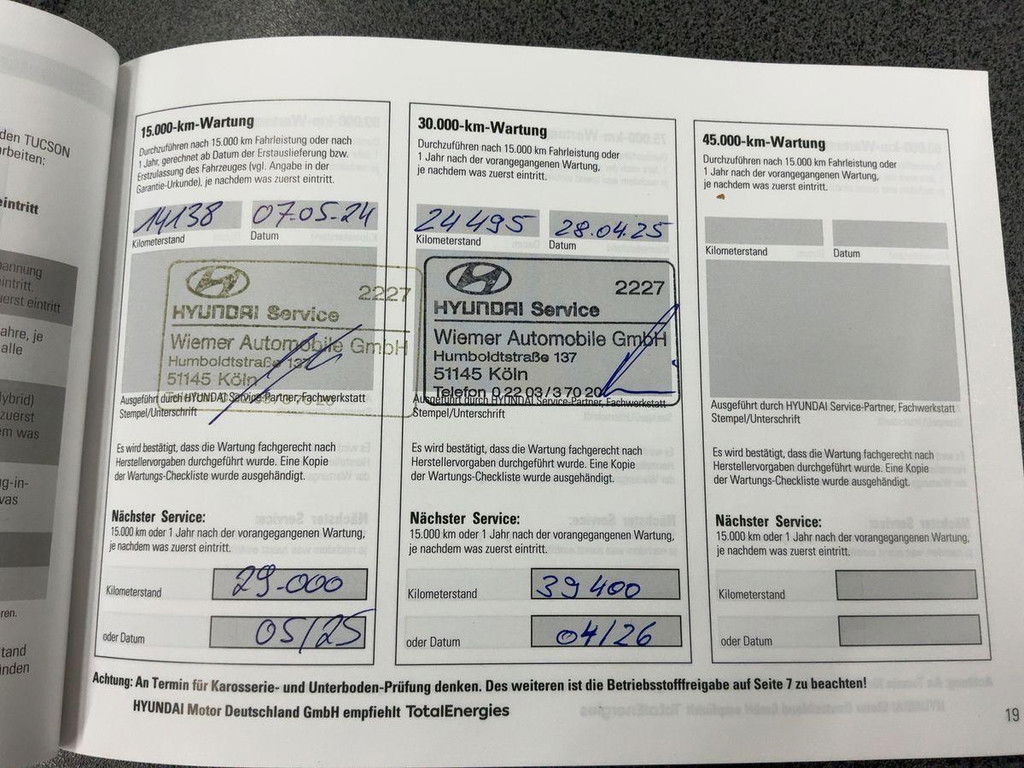 den TUCSON
arbeiten:
eintritt
annung
intritt.
uerst eintritt
ahre, je
alle
lybrid)
zuerst
em was
ng-in-
was
ren.
stand
inden
15.000-km-Wartung
Durchzuführen nach 15.000 km Fahrleistung oder nach
1 Jahr, gerechnet ab Datum der Erstauslieferung bzw.
Erstzulassung des Fahrzeuges (vgl. Angabe in der
Garantie-Urkunde), je nachdem was zuerst eintritt.
14138 07.05-24
Kilometerstand Datum
HYUNDAI Service 2227
Wiemer Automobile GmbH
Humboldtstraße 137
51145 Köln
Ausgeführt durch HYUNDAI Service-Partner, Fachwerkstatt
Stempel/Unterschrift
Es wird bestätigt, dass die Wartung fachgerecht nach
Herstellervorgaben durchgeführt wurde. Eine Kopie
der Wartungs-Checkliste wurde ausgehändigt.
Nächster Service:
15.000 km oder 1 Jahr nach der vorangegangenen Wartung,
je nachdem was zuerst eintritt.
Kilometerstand 29-000
oder Datum 05/25
30.000-km-Wartung
Durchzuführen nach 15.000 km Fahrleistung oder
1 Jahr nach der vorangegangenen Wartung,
je nachdem was zuerst eintritt.
24495 28.04.25
Kilometerstand Datum
2227
HYUNDAI Service
Wiemer Automobile GmbH
Humboldtstraße 137
51145 Köln
Telefon 0 22 03 / 3 70 20
Ausgeführt durch HYUNDAI Service-Partner, Fachwerkstatt
Stempel/Unterschrift
Es wird bestätigt, dass die Wartung fachgerecht nach
Herstellervorgaben durchgeführt wurde. Eine Kopie
der Wartungs-Checkliste wurde ausgehändigt.
Nächster Service:
15.000 km oder 1 Jahr nach der vorangegangenen Wartung,
je nachdem was zuerst eintritt.
Kilometerstand 39400
oder Datum 04/26
45.000-km-Wartung
Durchzuführen nach 15.000 km Fahrleistung oder
1 Jahr nach der vorangegangenen Wartung,
je nachdem was zuerst eintritt.
Kilometerstand Datum
Ausgeführt durch HYUNDAI Service-Partner, Fachwerkstatt
Stempel/Unterschrift
Es wird bestätigt, dass die Wartung fachgerecht nach
Herstellervorgaben durchgeführt wurde. Eine Kopie
der Wartungs-Checkliste wurde ausgehändigt.
Nächster Service:
15.000 km oder 1 Jahr nach der vorangegangenen Wartung,
je nachdem was zuerst eintritt.
Kilometerstand
oder Datum
Achtung: An Termin für Karosserie- und Unterboden-Prüfung denken. Des weiteren ist die Betriebsstofffreigabe auf Seite 7 zu beachten!
HYUNDAI Motor Deutschland GmbH empfiehlt TotalEnergies
19